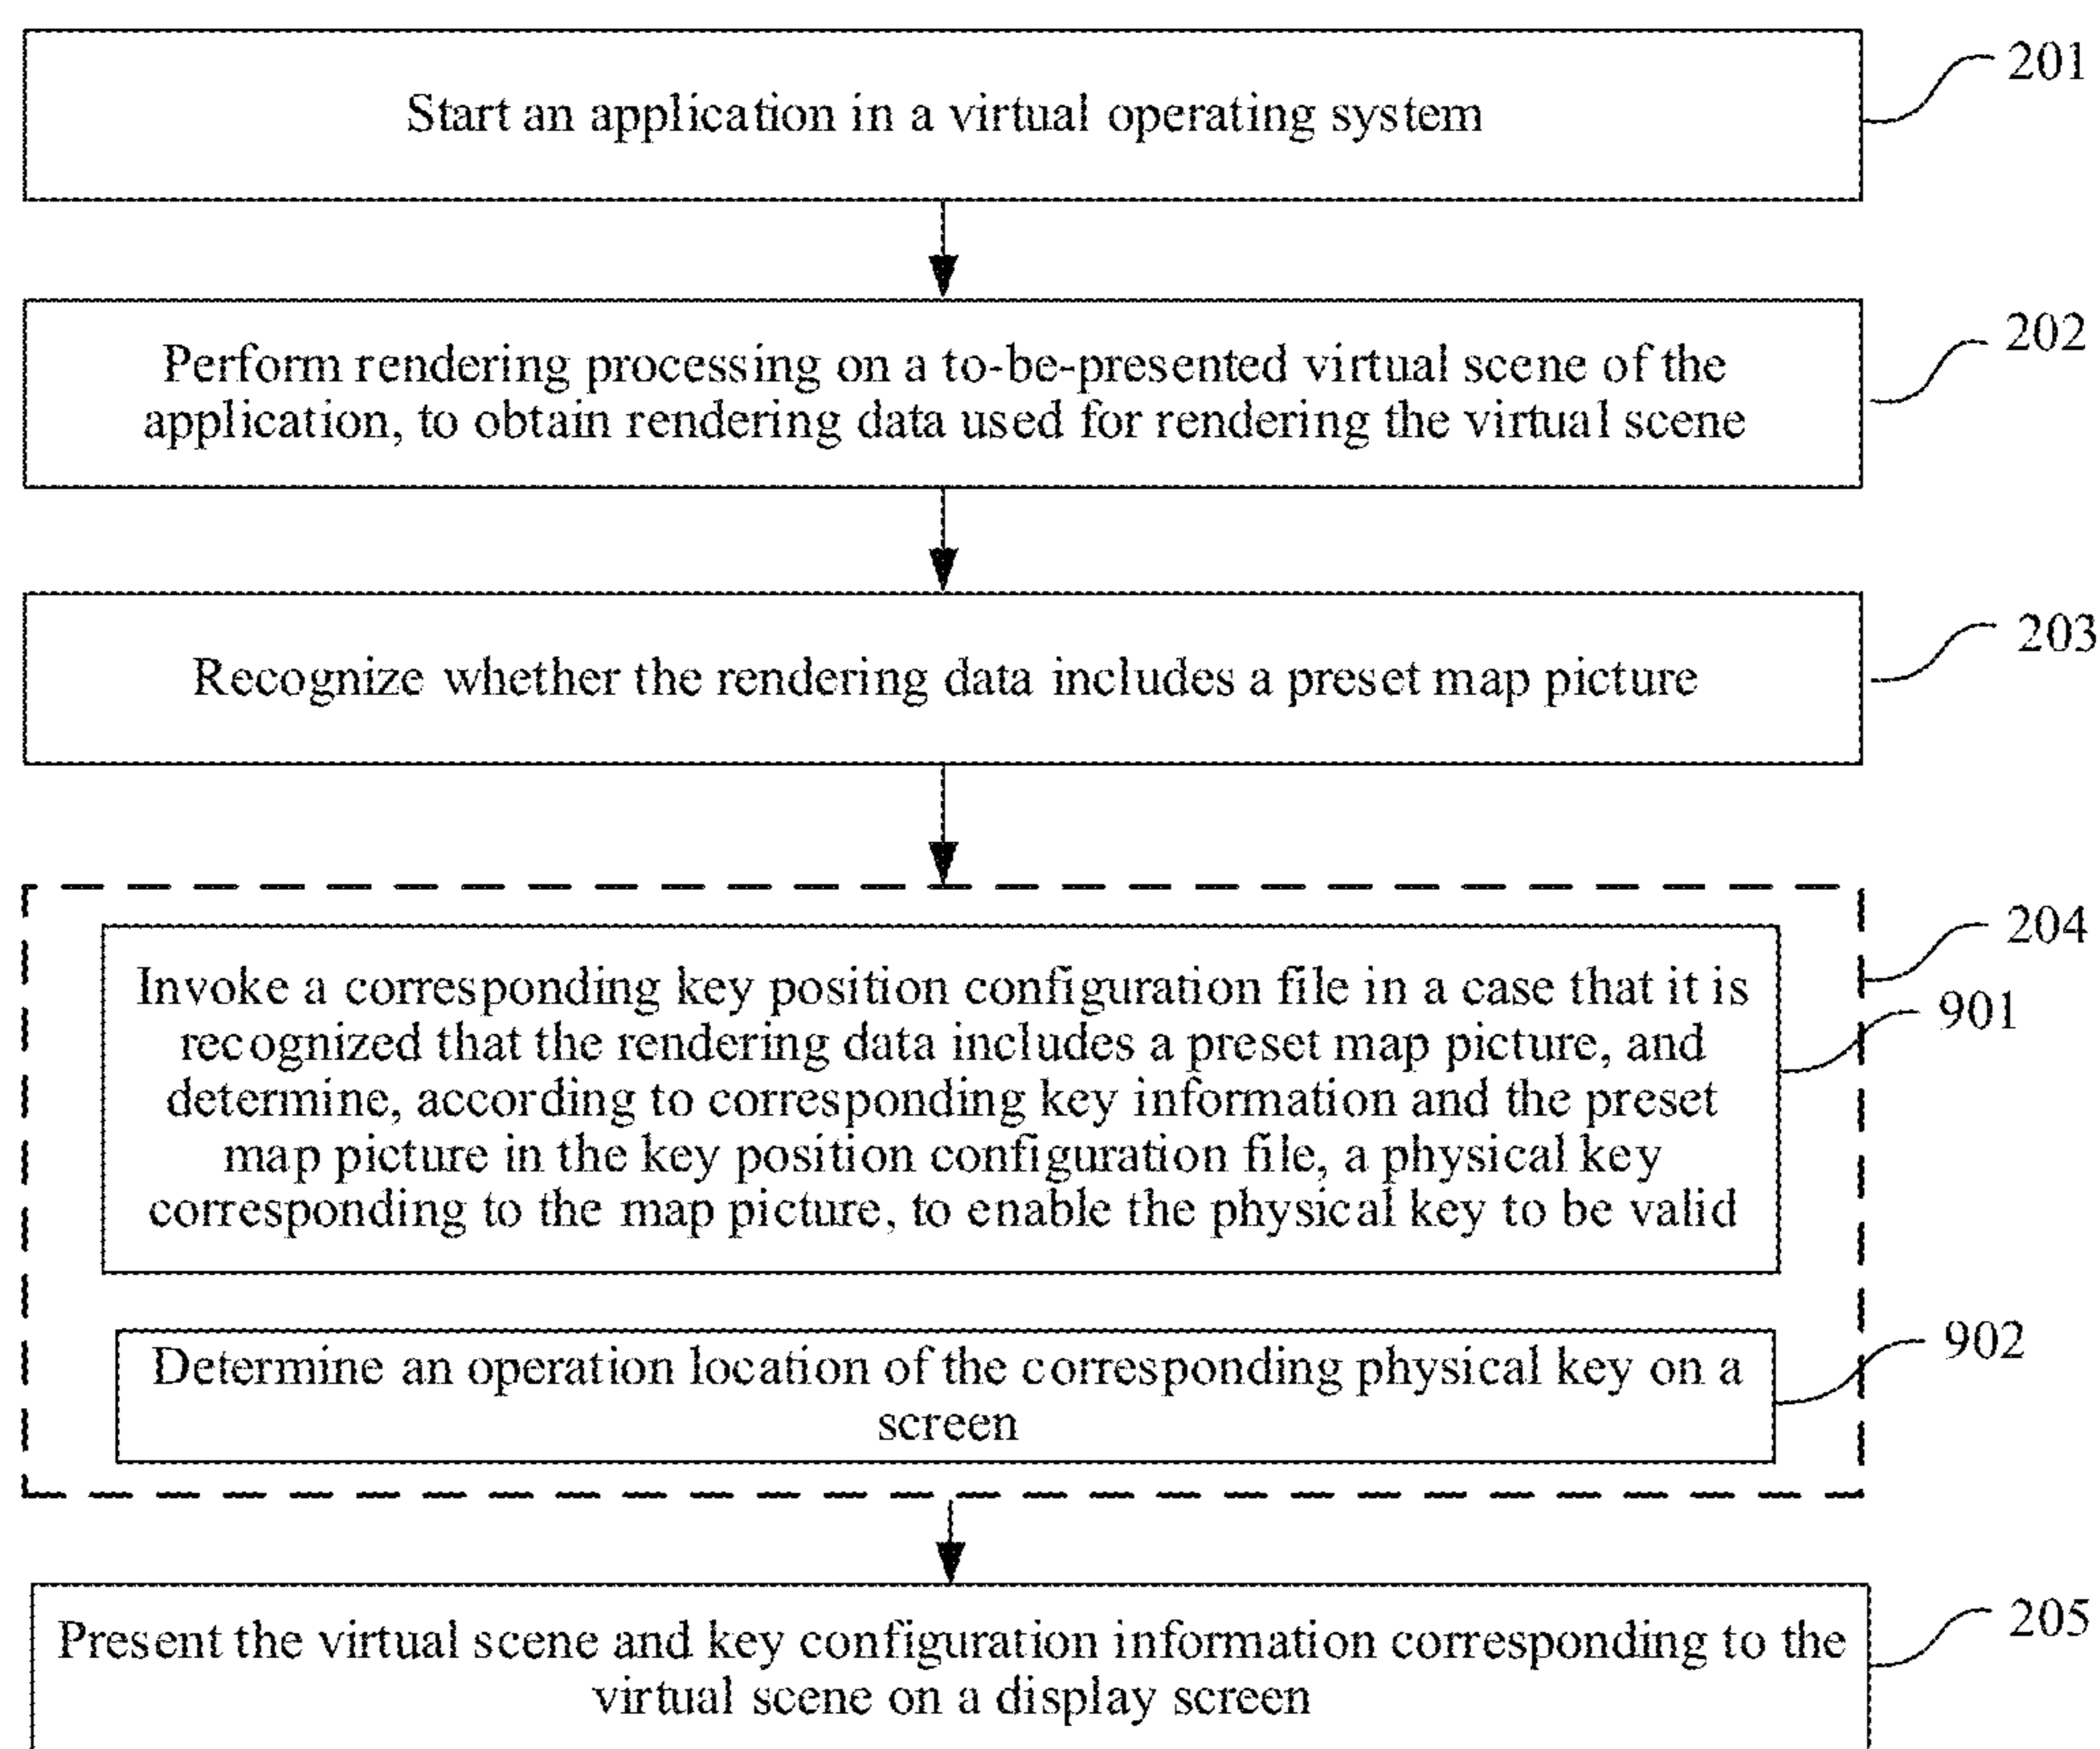 201
Start an application in a virtual operating system
202
Perform rendering processing on a to-be-presented virtual scene of the
application, to obtain rendering data used for rendering the virtual scene
203
Recognize whether the rendering data includes a preset map picture
204
901
Invoke a corresponding key position configuration file in a case that it is
recognized that the rendering data includes a preset map picture, and
determine, according to corresponding key information and the preset
map picture in the key position configuration file, a physical key
corresponding to the map picture, to enable the physical key to be valid
902
Determine an operation location of the corresponding physical key on a
screen
205
Present the virtual scene and key configuration information corresponding to the
virtual scene on a display screen